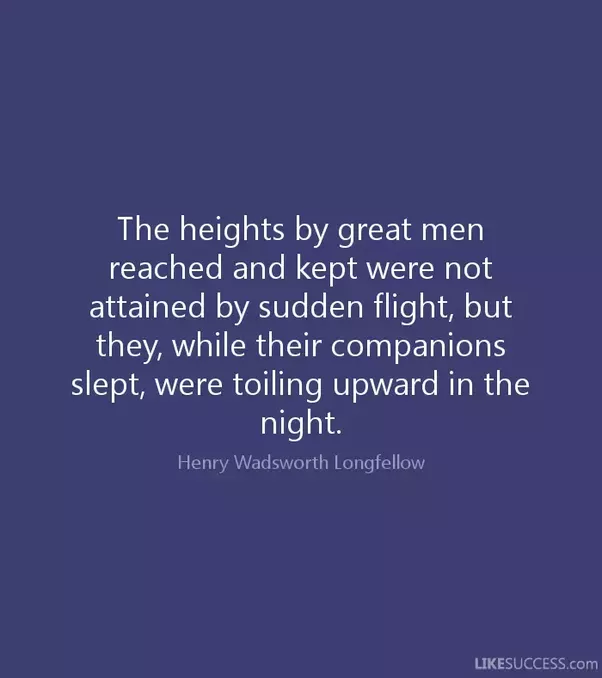 The heights by great men
reached and kept were not
attained by sudden flight, but
they, while their companions
slept, were toiling upward in the
night.
Henry Wadsworth Longfellow
LIKESUCCESS.com